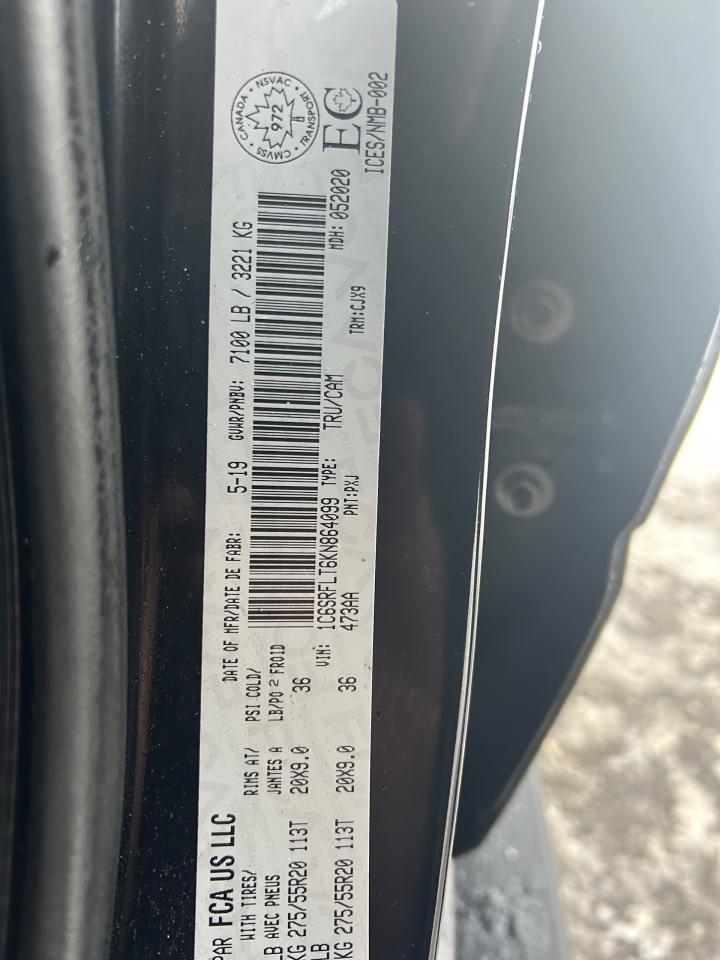 PAR FCA US LLC
DATE OF MFR/DATE DE FABR: 5-19 GVWR/PNBV: 7100 LB / 3221 KG
WITH TIRES/ RIMS AT/ PSI COLD/
LB AVEC PNEUS JANTES A LB/PO 2 FROID
KG 275/55R20 113T 20X9.0 36
LB
KG 275/55R20 113T 20X9.0 36
VIN: 1C6SRFLT6KN864099 TYPE: TRU/CAM MDH: 052020
473AA PNT:PXJ TRM:CJX9
CANADA • NSVAC • TRANSPORT • CMVSS
972
EC
ICES/NMB-002